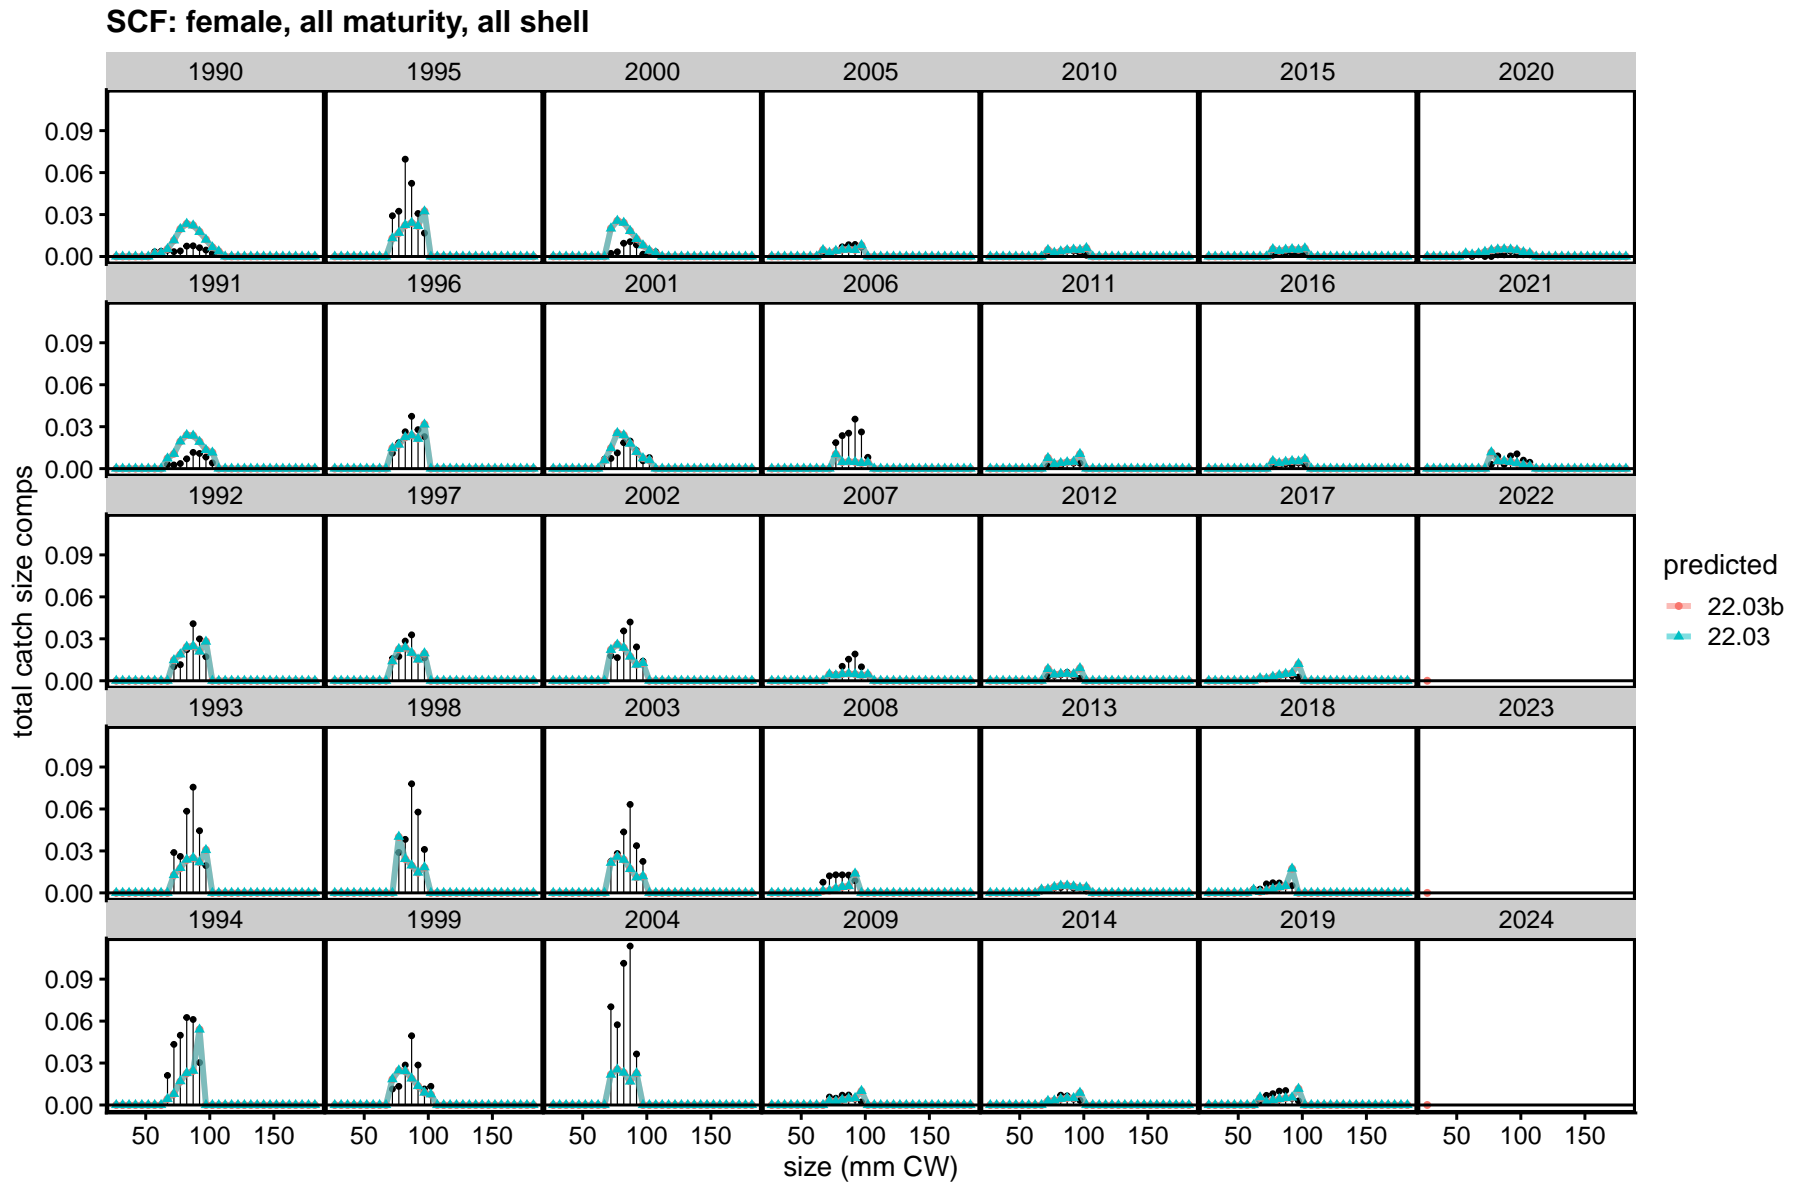 SCF: female, all maturity, all shell
1990 1995 2000 2005 2010 2015 2020
0.09
0.06
0.03
0.00
1991 1996 2001 2006 2011 2016 2021
0.09
0.06
0.03
0.00
1992 1997 2002 2007 2012 2017 2022
0.09
0.06
0.03
0.00
1993 1998 2003 2008 2013 2018 2023
0.09
0.06
0.03
0.00
1994 1999 2004 2009 2014 2019 2024
0.09
0.06
0.03
0.00
50 100 150 50 100 150 50 100 150 50 100 150 50 100 150 50 100 150 50 100 150
size (mm CW)
total catch size comps
predicted
22.03b
22.03